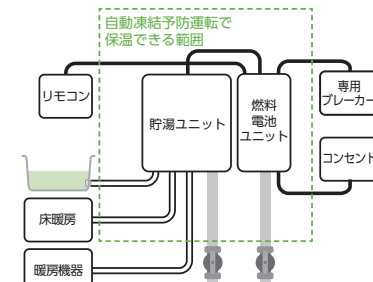 自動凍結予防運転で
保温できる範囲
リモコン
貯湯ユニット
燃料
電池
ユニット
専用
ブレーカー
コンセント
床暖房
暖房機器